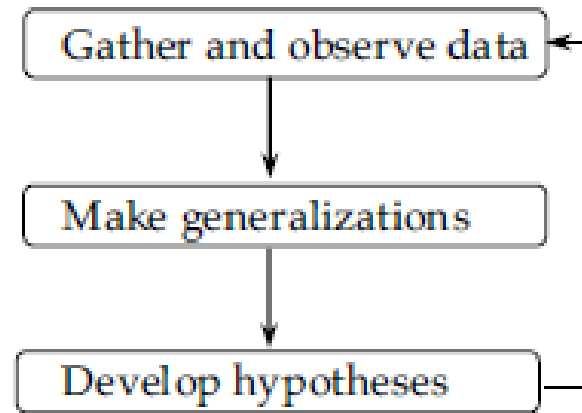 Gather and observe data
Make generalizations
Develop hypotheses